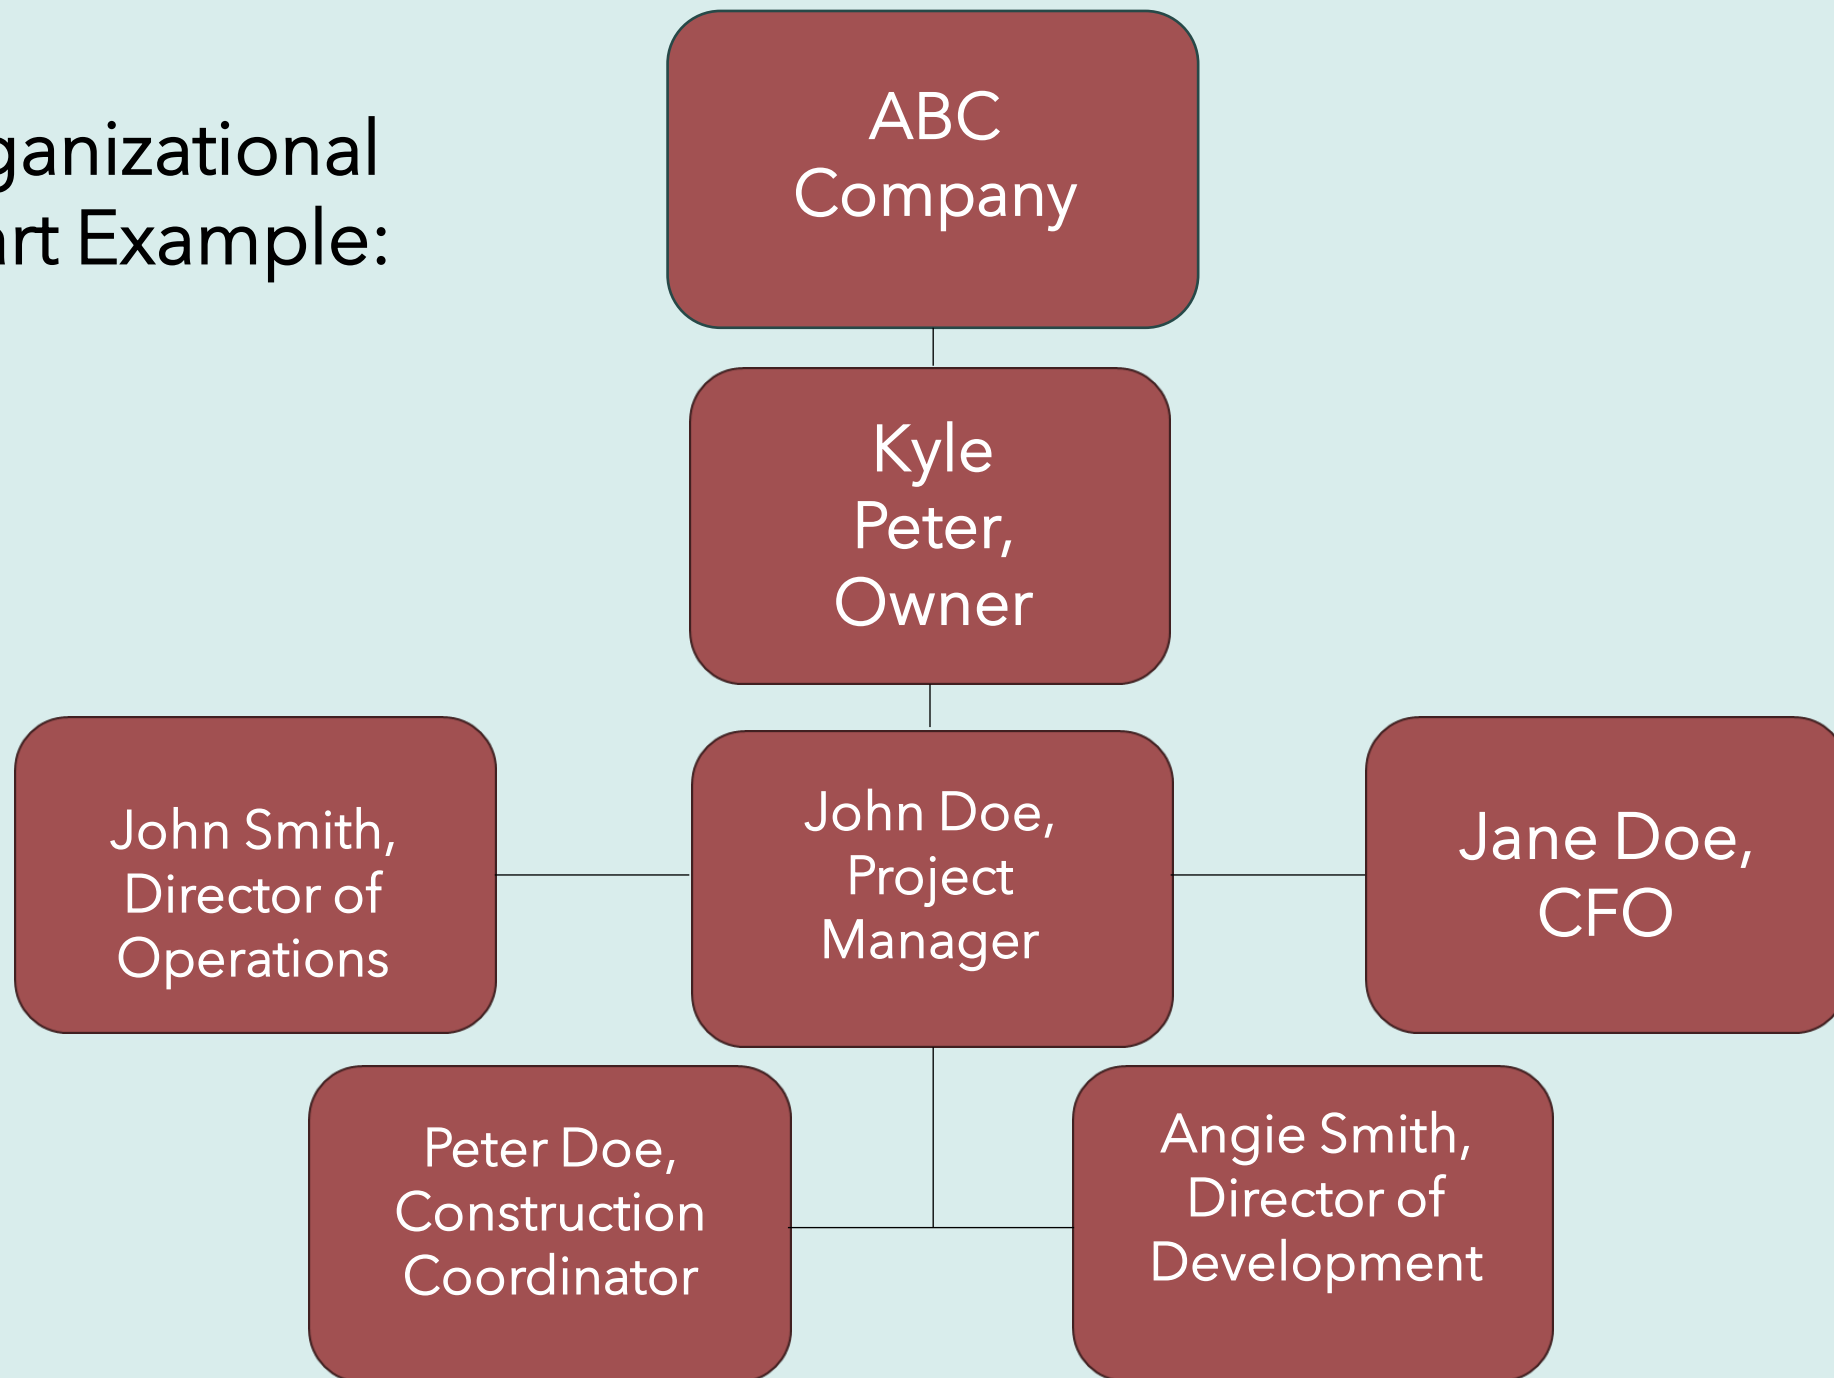 ganizational
art Example:
ABC
Company
Kyle
Peter,
Owner
John Smith,
Director of
Operations
John Doe,
Project
Manager
Jane Doe,
CFO
Peter Doe,
Construction
Coordinator
Angie Smith,
Director of
Development